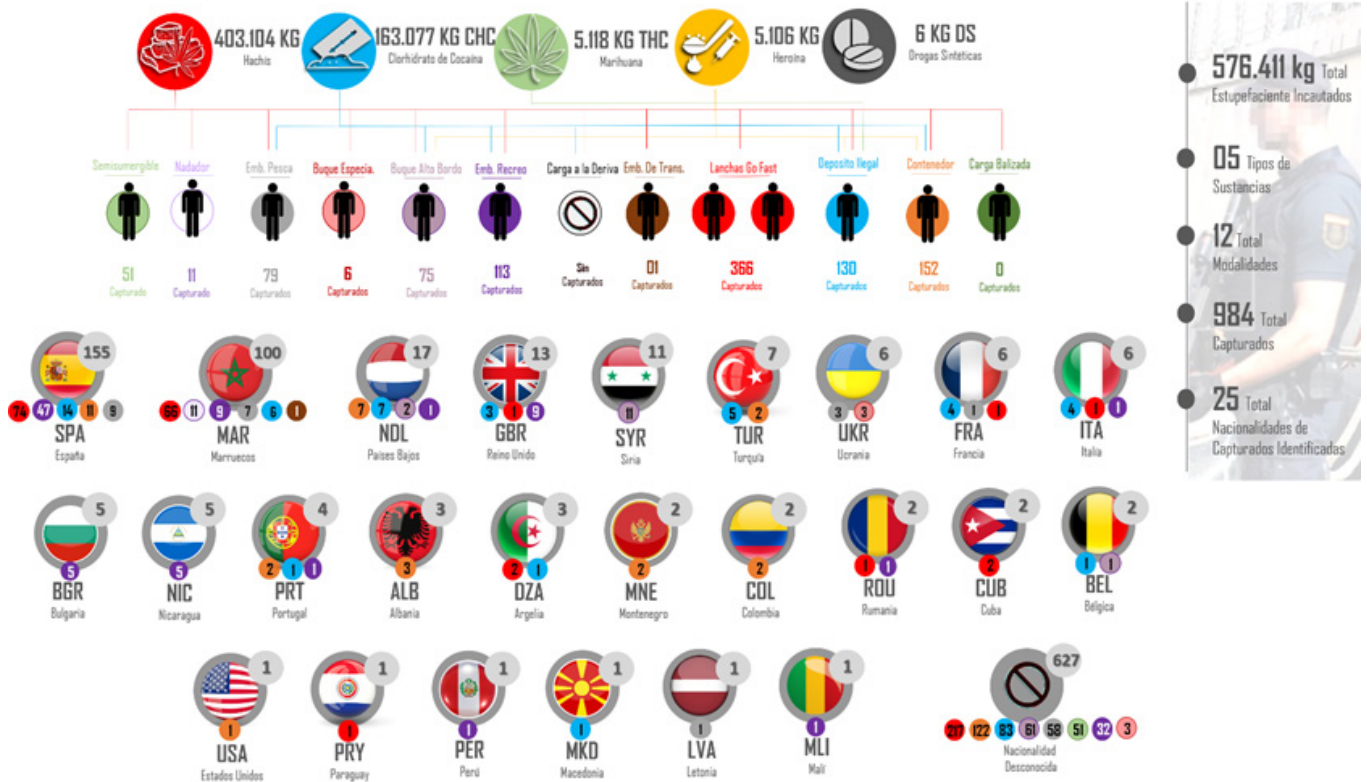 403.104 KG
Hachís
163.077 KG CHC
Clorhidrato de Cocaína
5.118 KG THC
Marihuana
5.106 KG
Heroína
6 KG DS
Drogas Sintéticas
576.411 kg Total
Estupefaciente Incautados
05 Tipos de
Sustancias
12 Total
Modalidades
984 Total
Capturados
25 Total
Nacionalidades de
Capturados Identificadas
Semisumergible Nadador Emb. Pesca Buque Especia. Buque Alto Bordo Emb. Recreo Carga a la Deriva Emb. De Trans. Lanchas Go Fast Deposito Ilegal Contenedor Carga Balizada
51 11 79 6 75 113 Sin 01 366 130 152 0
Capturado Capturado Capturados Capturados Capturados Capturados Capturados Capturados Capturados Capturados Capturados Capturados
155 100 17 13 11 7 6 6 6
74 47 14 11 9 66 11 9 7 6 1 7 7 2 1 3 1 9 11 5 2 3 3 4 1 1 4 1 1
SPA MAR NDL GBR SYR TUR UKR FRA ITA
España Marruecos Países Bajos Reino Unido Siria Turquía Ucrania Francia Italia
5 5 4 3 3 2 2 2 2 2
5 5 2 1 1 3 2 1 2 2 1 1 2 1 1
BGR NIC PRT ALB DZA MNE COL ROU CUB BEL
Bulgaria Nicaragua Portugal Albania Argelia Montenegro Colombia Rumania Cuba Bélgica
1 1 1 1 1 1 627
1 1 1 1 1 1 217 122 83 61 58 51 32 3
USA PRY PER MKD LVA MLI Nacionalidad
Estados Unidos Paraguay Perú Macedonia Letonia Malí Desconocida